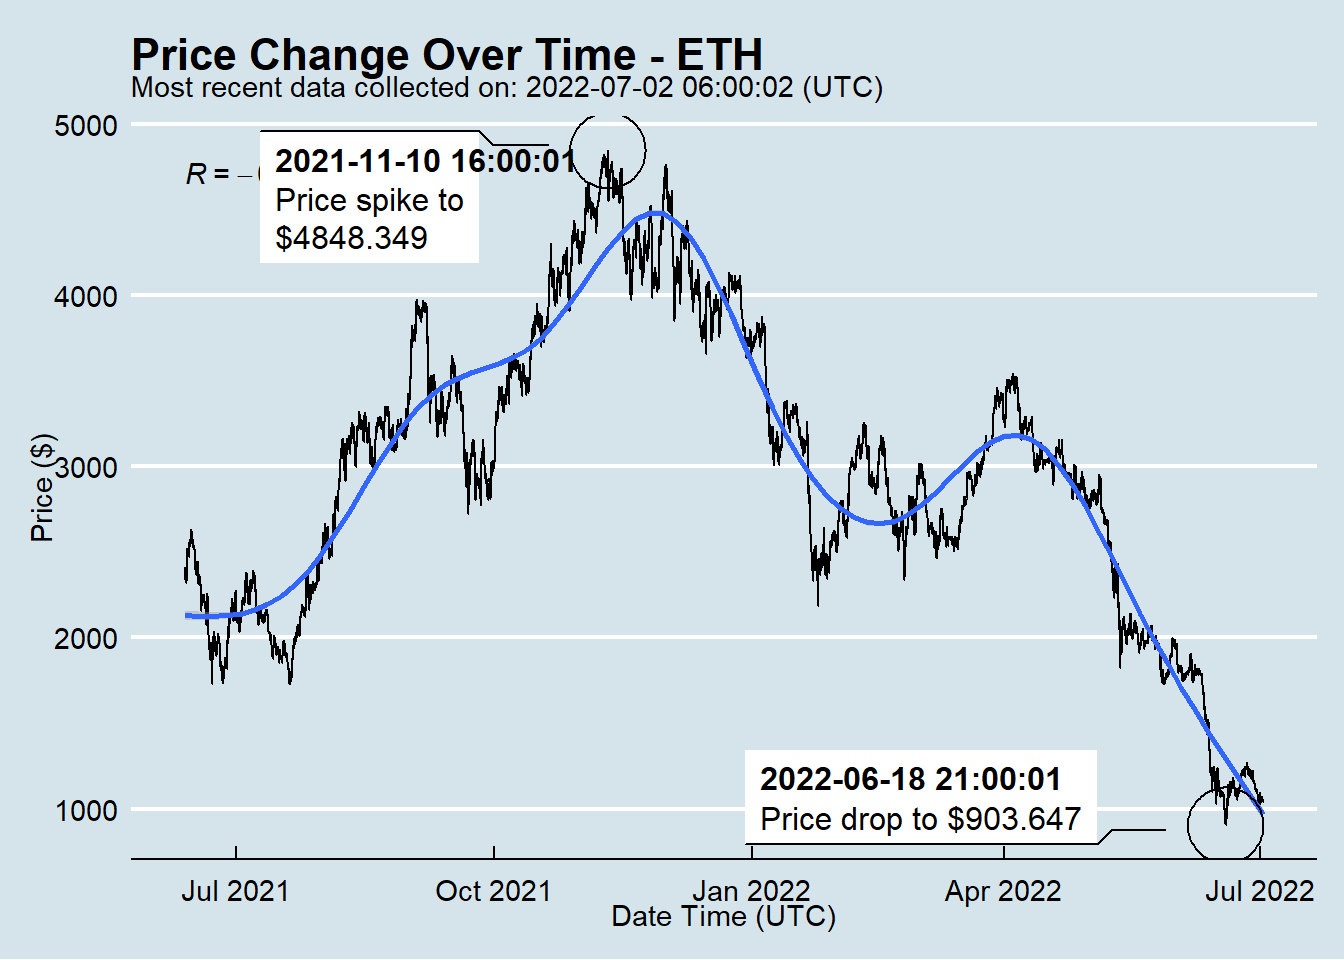 Price Change Over Time - ETH
Most recent data collected on: 2022-07-02 06:00:02 (UTC)
5000
4000
3000
2000
1000
Price ($)
R = −
2021-11-10 16:00:01
Price spike to
$4848.349
2022-06-18 21:00:01
Price drop to $903.647
Jul 2021
Oct 2021
Jan 2022
Apr 2022
Jul 2022
Date Time (UTC)